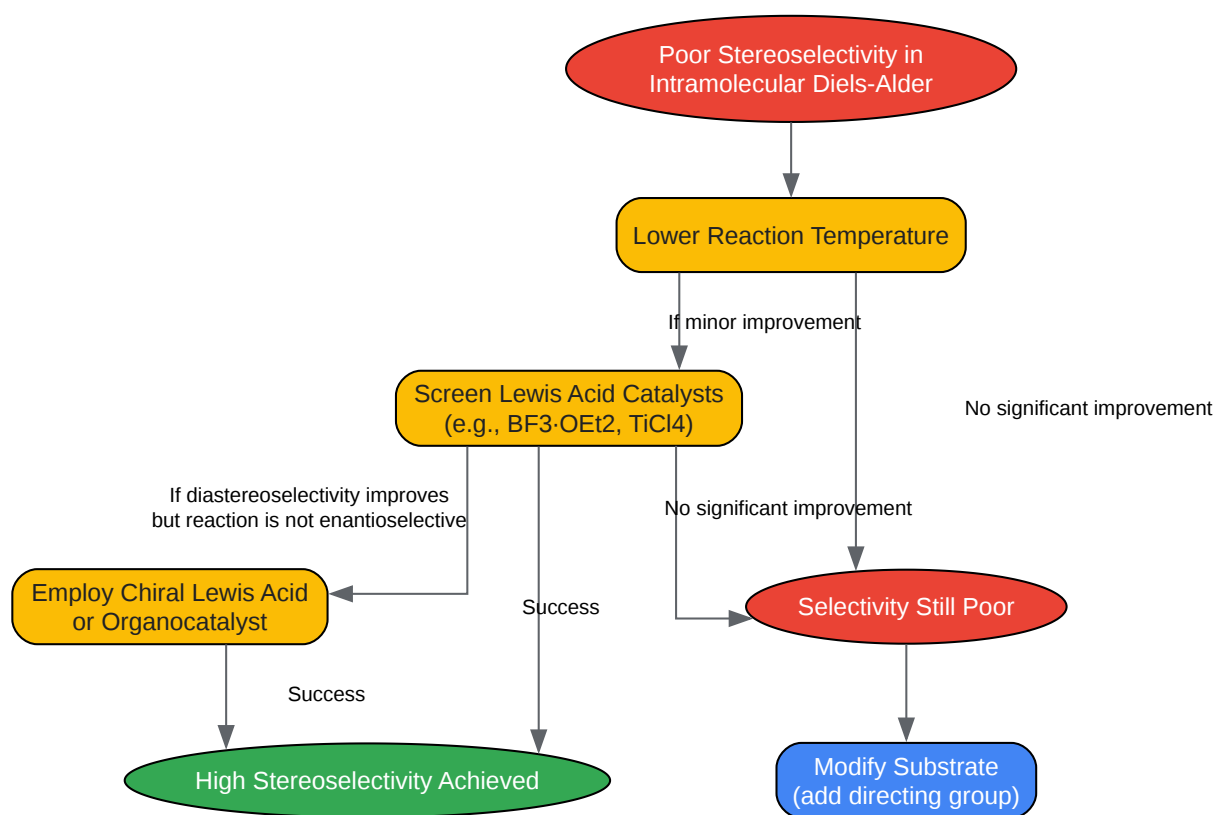 Poor Stereoselectivity in
Intramolecular Diels-Alder
Lower Reaction Temperature
If minor improvement
Screen Lewis Acid Catalysts
(e.g., BF3·OEt2, TiCl4)
No significant improvement
If diastereoselectivity improves
but reaction is not enantioselective
No significant improvement
Employ Chiral Lewis Acid
or Organocatalyst
Success
Selectivity Still Poor
Success
High Stereoselectivity Achieved
Modify Substrate
(add directing group)